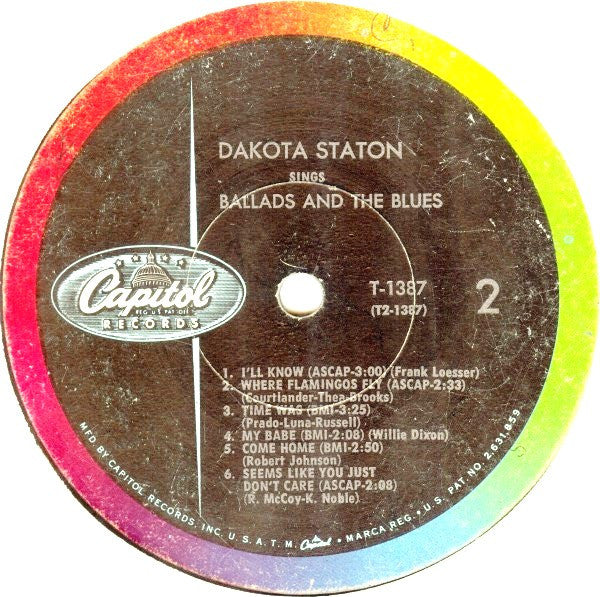 DAKOTA STATON
SINGS
BALLADS AND THE BLUES
Capitol
REG. U.S. PAT. OFF.
RECORDS
T-1387
(T2-1387)
2
1. I'LL KNOW (ASCAP-3:00) (Frank Loesser)
2. WHERE FLAMINGOS FLY (ASCAP-2:33)
(Courtlander-Thea-Brooks)
3. TIME WAS (BMI-3:25)
(Prado-Luna-Russell)
4. MY BABE (BMI-2:08) (Willie Dixon)
5. COME HOME (BMI-2:50)
(Robert Johnson)
6. SEEMS LIKE YOU JUST
DON'T CARE (ASCAP-2:08)
(R. McCoy-K. Noble)
MFD. BY CAPITOL RECORDS, INC. U.S.A. T.M. Capitol MARCA REG. • U.S. PAT. NO. 2,631,859